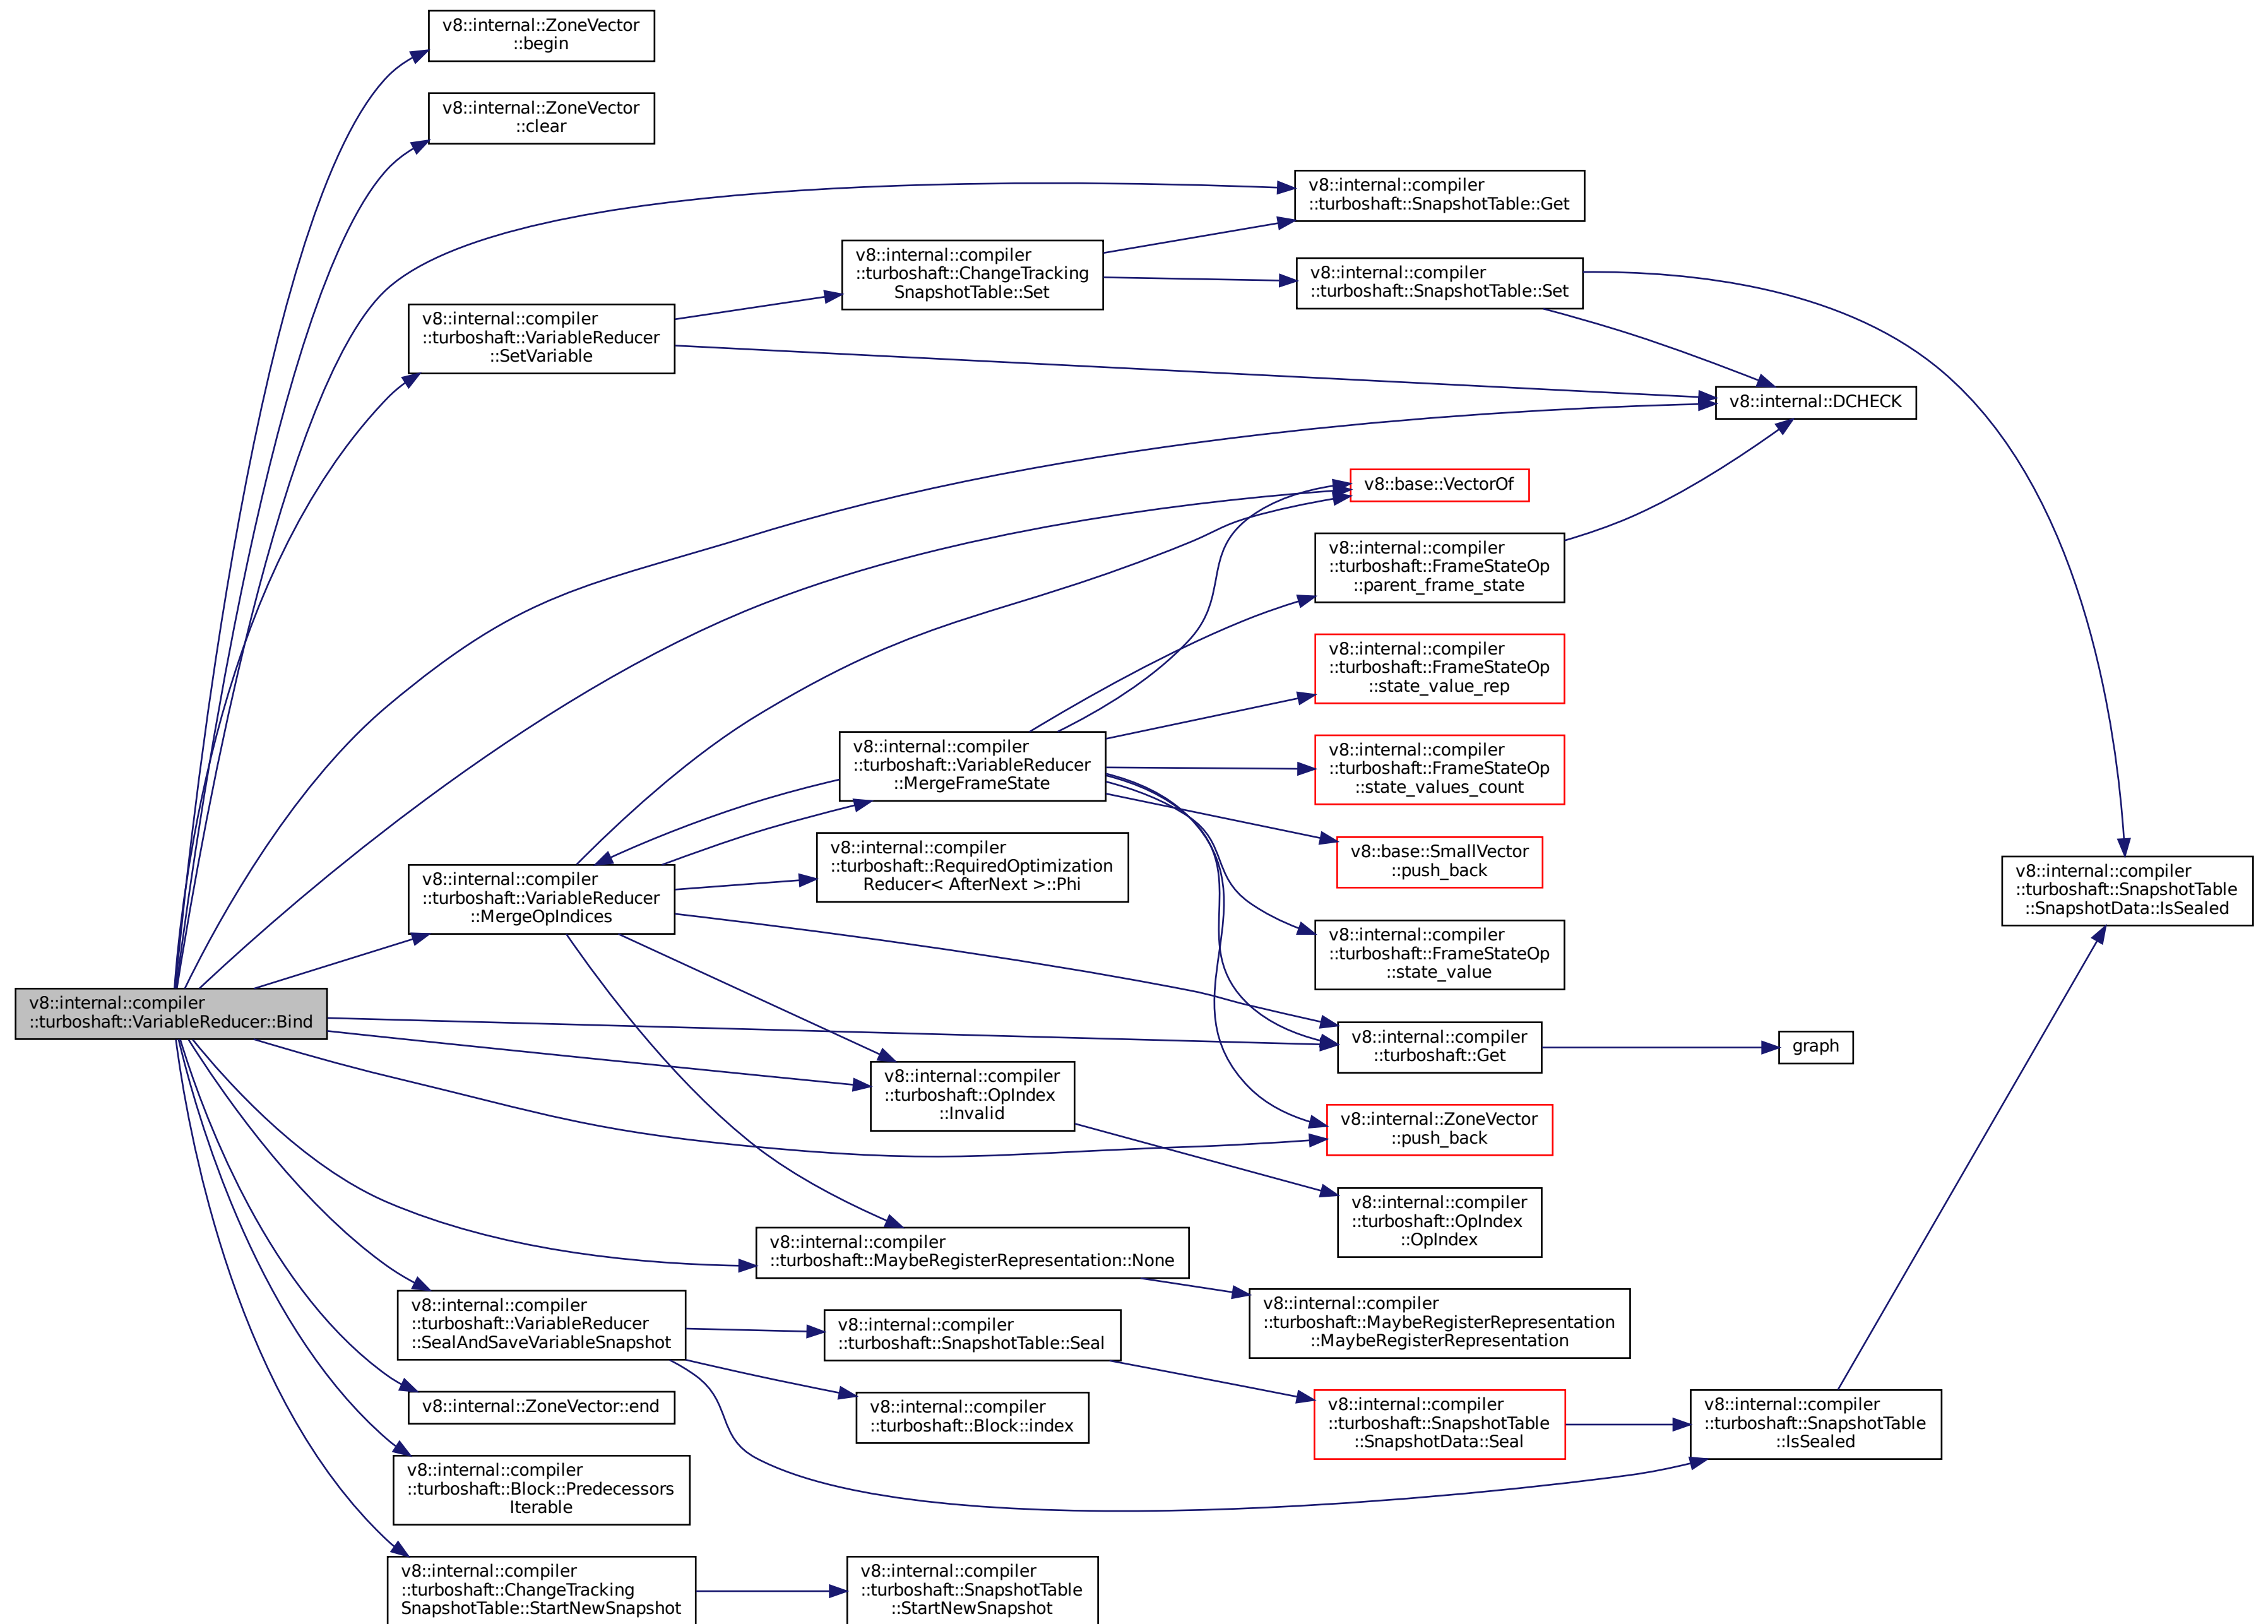 v8::internal::ZoneVector
::begin
v8::internal::ZoneVector
::clear
v8::internal::compiler
::turboshaft::SnapshotTable::Get
v8::internal::compiler
::turboshaft::ChangeTracking
SnapshotTable::Set
v8::internal::compiler
::turboshaft::SnapshotTable::Set
v8::internal::compiler
::turboshaft::VariableReducer
::SetVariable
v8::internal::DCHECK
v8::base::VectorOf
v8::internal::compiler
::turboshaft::FrameStateOp
::parent_frame_state
v8::internal::compiler
::turboshaft::FrameStateOp
::state_value_rep
v8::internal::compiler
::turboshaft::VariableReducer
::MergeFrameState
v8::internal::compiler
::turboshaft::FrameStateOp
::state_values_count
v8::internal::compiler
::turboshaft::RequiredOptimization
Reducer< AfterNext >::Phi
v8::base::SmallVector
::push_back
v8::internal::compiler
::turboshaft::SnapshotTable
::SnapshotData::IsSealed
v8::internal::compiler
::turboshaft::VariableReducer
::MergeOpIndices
v8::internal::compiler
::turboshaft::FrameStateOp
::state_value
v8::internal::compiler
::turboshaft::VariableReducer::Bind
v8::internal::compiler
::turboshaft::Get
graph
v8::internal::compiler
::turboshaft::OpIndex
::Invalid
v8::internal::ZoneVector
::push_back
v8::internal::compiler
::turboshaft::OpIndex
::OpIndex
v8::internal::compiler
::turboshaft::MaybeRegisterRepresentation::None
v8::internal::compiler
::turboshaft::MaybeRegisterRepresentation
::MaybeRegisterRepresentation
v8::internal::compiler
::turboshaft::VariableReducer
::SealAndSaveVariableSnapshot
v8::internal::compiler
::turboshaft::SnapshotTable::Seal
v8::internal::ZoneVector::end
v8::internal::compiler
::turboshaft::Block::index
v8::internal::compiler
::turboshaft::SnapshotTable
::SnapshotData::Seal
v8::internal::compiler
::turboshaft::SnapshotTable
::IsSealed
v8::internal::compiler
::turboshaft::Block::Predecessors
Iterable
v8::internal::compiler
::turboshaft::ChangeTracking
SnapshotTable::StartNewSnapshot
v8::internal::compiler
::turboshaft::SnapshotTable
::StartNewSnapshot